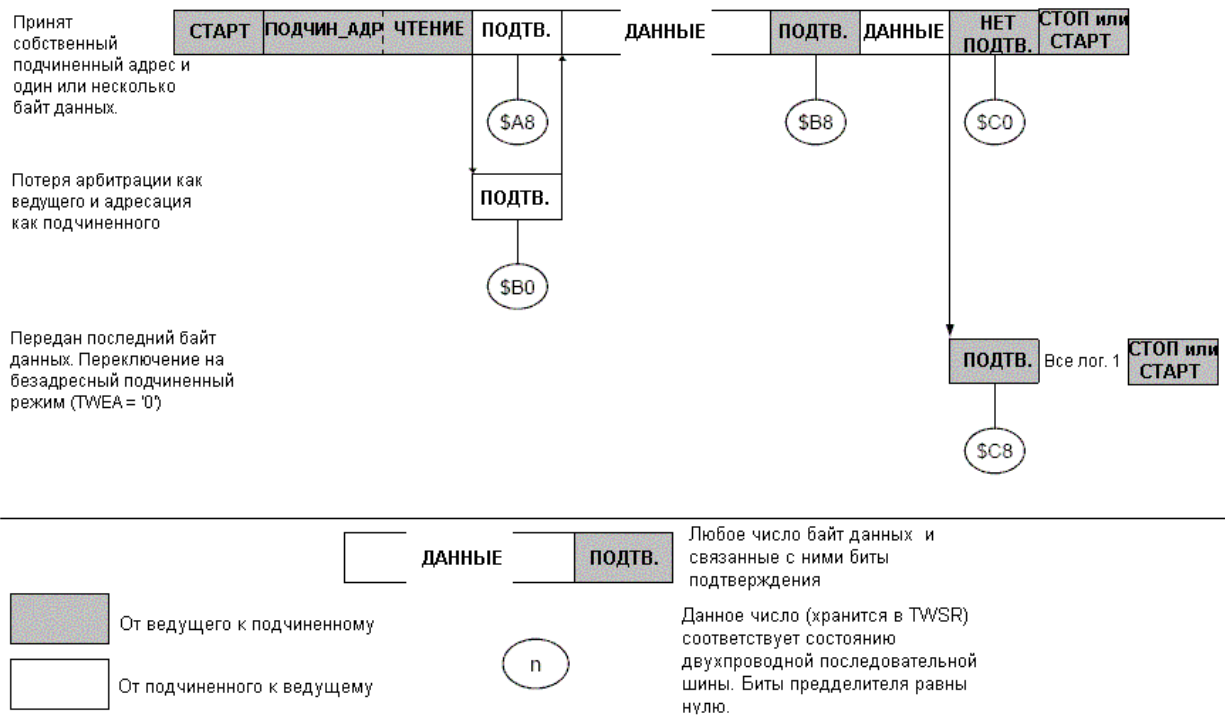 Принят
собственный
подчиненный адрес и
один или несколько
байт данных.
СТАРТ ПОДЧИН_АДР ЧТЕНИЕ ПОДТВ. ДАННЫЕ ПОДТВ. ДАННЫЕ НЕТ ПОДТВ. СТОП или СТАРТ
$A8 $B8 $C0
Потеря арбитрации как
ведущего и адресация
как подчиненного
ПОДТВ.
$B0
Передан последний байт
данных. Переключение на
безадресный подчиненный
режим (TWEA = '0')
ПОДТВ. Все лог. 1 СТОП или СТАРТ
$C8
ДАННЫЕ ПОДТВ.
Любое число байт данных и
связанные с ними биты
подтверждения
От ведущего к подчиненному
От подчиненного к ведущему
n
Данное число (хранится в TWSR)
соответствует состоянию
двухпроводной последовательной
шины. Биты предделителя равны
нулю.